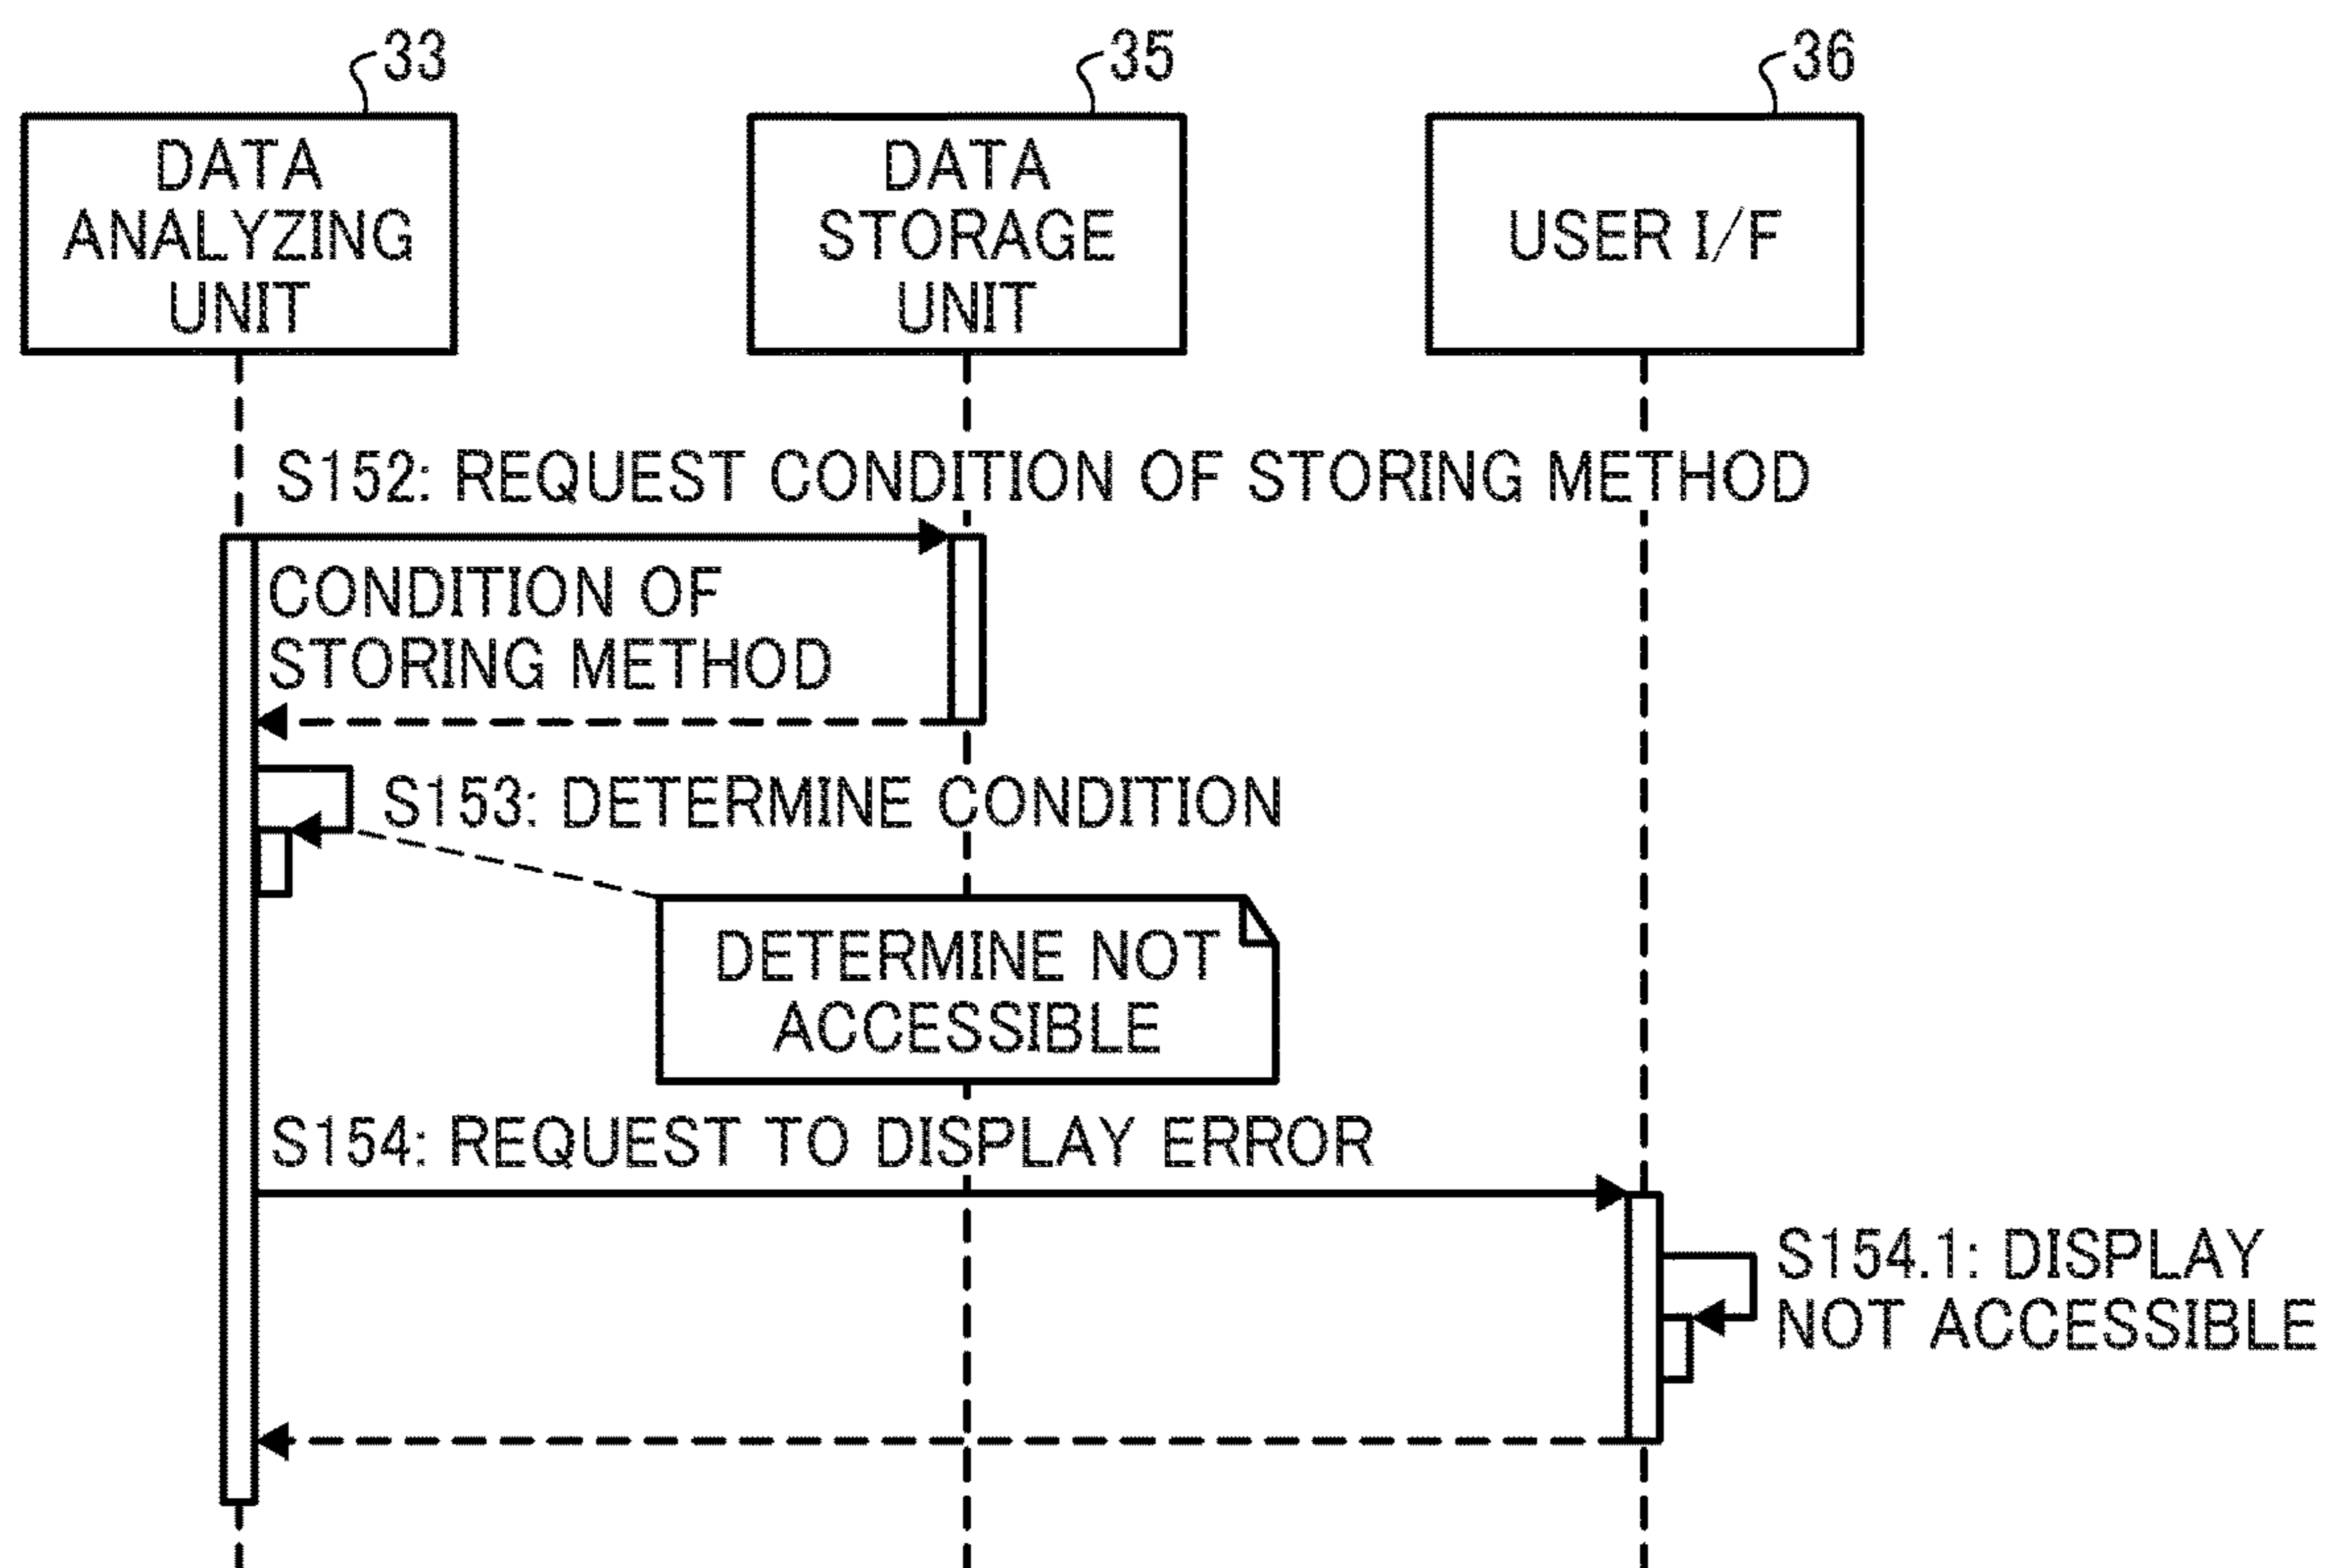 33
35
36
DATA
ANALYZING
UNIT
DATA
STORAGE
UNIT
USER I/F
S152: REQUEST CONDITION OF STORING METHOD
CONDITION OF
STORING METHOD
S153: DETERMINE CONDITION
DETERMINE NOT
ACCESSIBLE
S154: REQUEST TO DISPLAY ERROR
S154.1: DISPLAY
NOT ACCESSIBLE